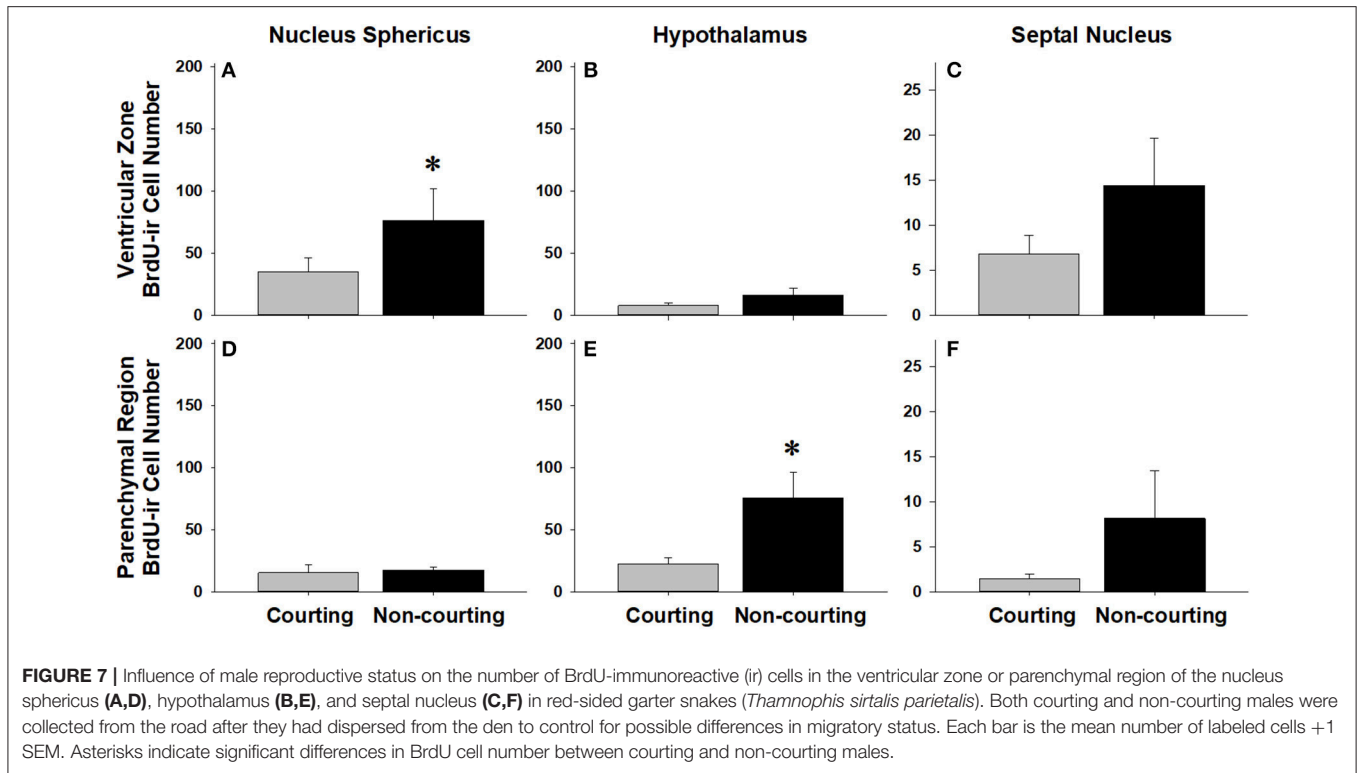 Nucleus Sphericus
Hypothalamus
Septal Nucleus
Ventricular Zone
BrdU-ir Cell Number
A
200
150
100
50
0
*
B
200
150
100
50
0
C
25
20
15
10
5
0
Parenchymal Region
BrdU-ir Cell Number
D
200
150
100
50
0
Courting Non-courting
E
200
150
100
50
0
*
Courting Non-courting
F
25
20
15
10
5
0
Courting Non-courting
FIGURE 7 | Influence of male reproductive status on the number of BrdU-immunoreactive (ir) cells in the ventricular zone or parenchymal region of the nucleus
sphericus (A,D), hypothalamus (B,E), and septal nucleus (C,F) in red-sided garter snakes (Thamnophis sirtalis parietalis). Both courting and non-courting males were
collected from the road after they had dispersed from the den to control for possible differences in migratory status. Each bar is the mean number of labeled cells +1
SEM. Asterisks indicate significant differences in BrdU cell number between courting and non-courting males.